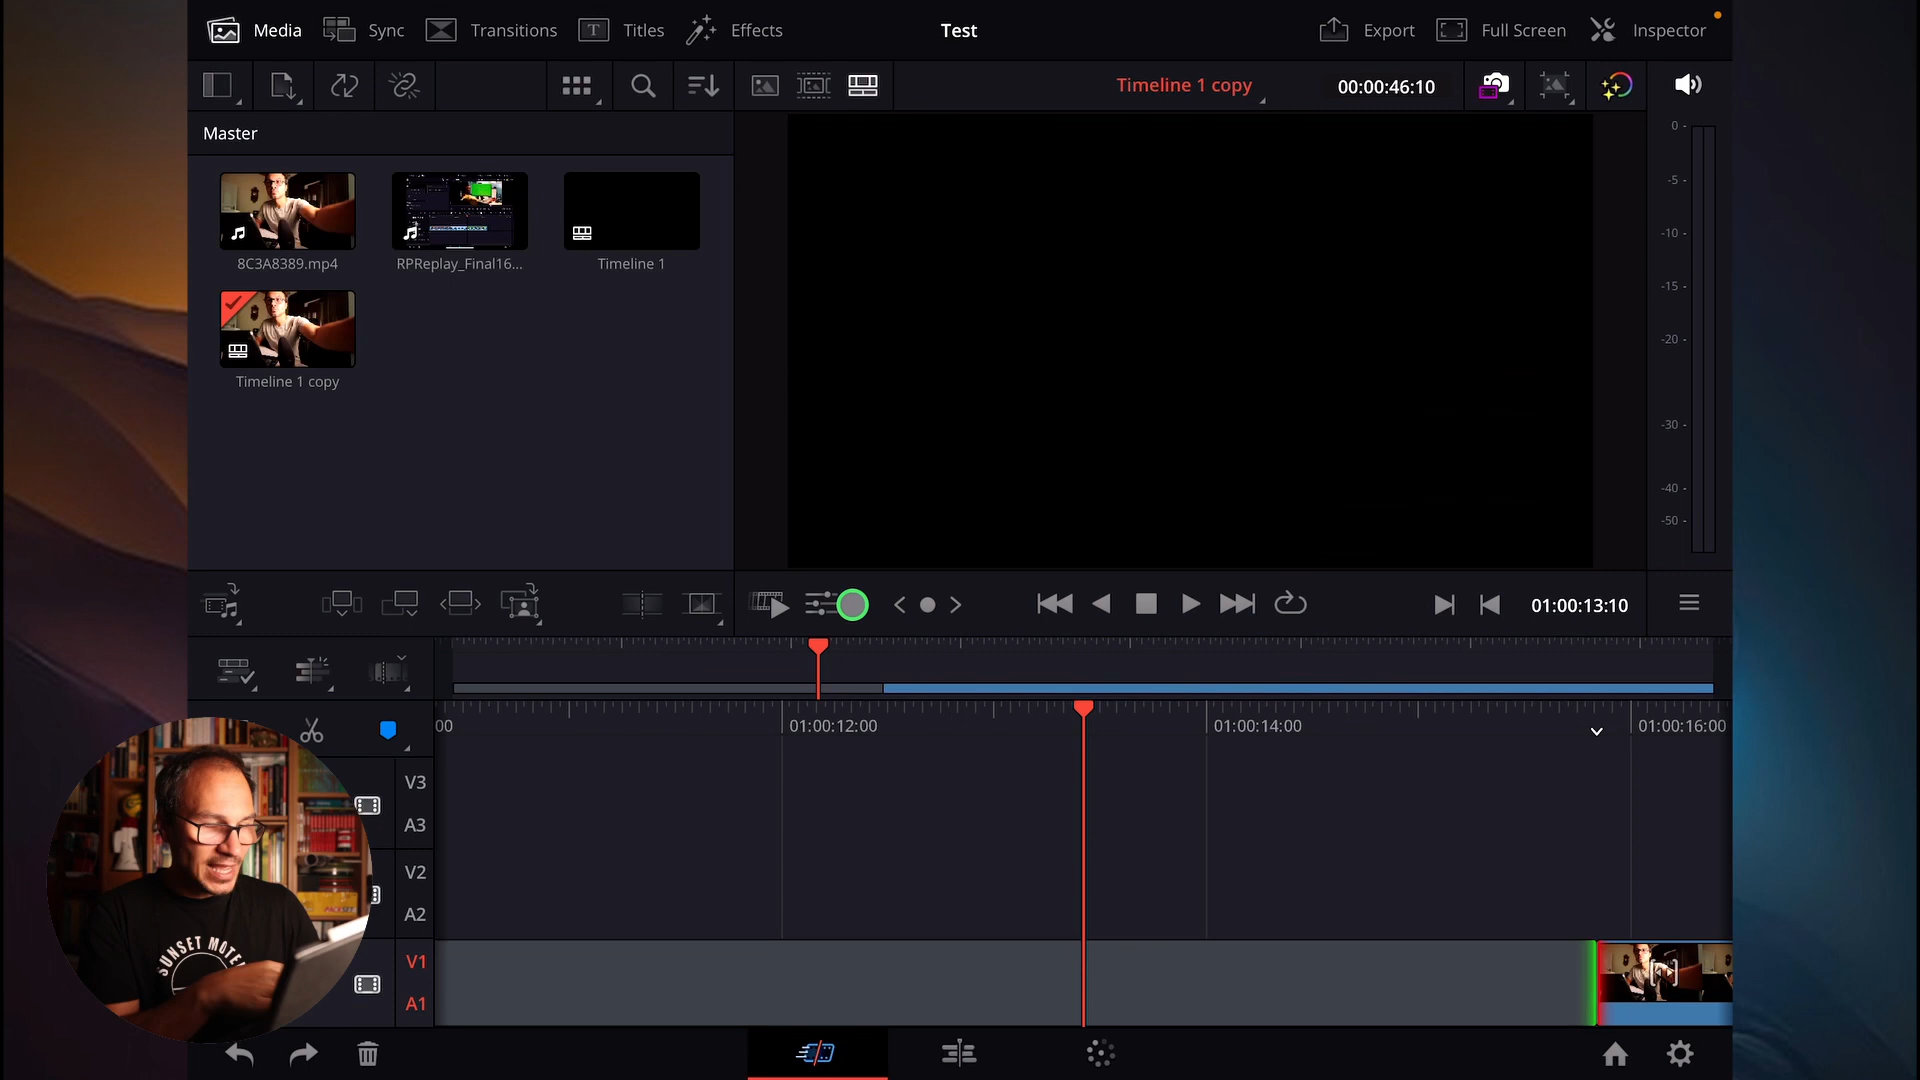 Media Sync Transitions Titles Effects Test Export Full Screen Inspector
Timeline 1 copy 00:00:46:10
Master
8C3A8389.mp4 RPReplay_Final16... Timeline 1
Timeline 1 copy
0
-5
-10
-15
-20
-30
-40
-50
01:00:13:10
00 01:00:12:00 01:00:14:00 01:00:16:00
V3
A3
V2
A2
V1
A1
SUNSET MOTE